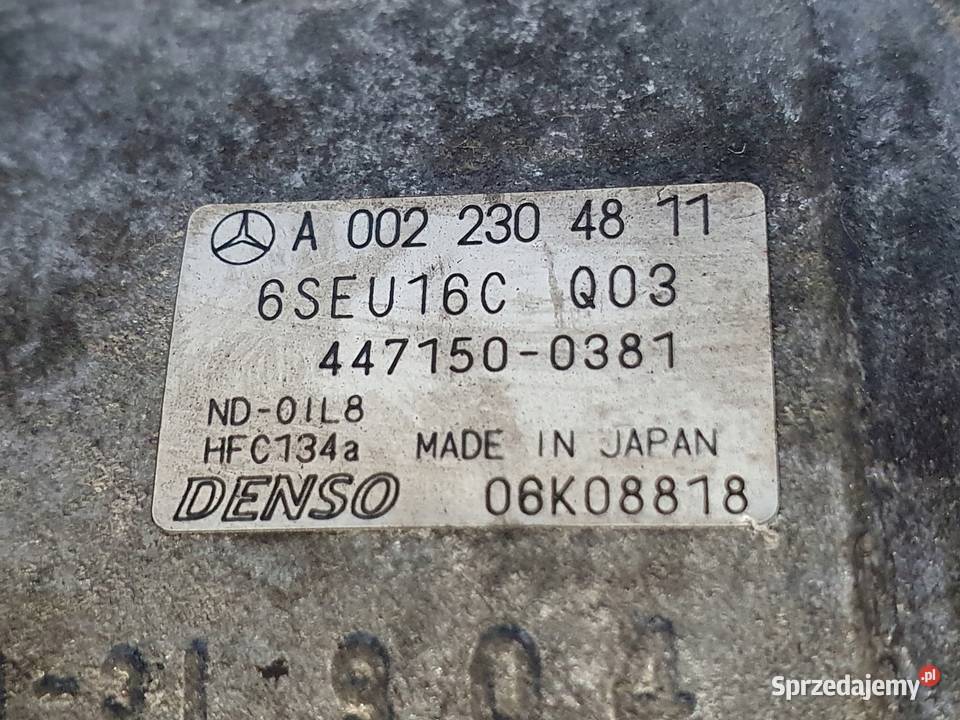 A 002 230 48 11
6SEU16C Q03
447150-0381
ND-OIL8
HFC134a MADE IN JAPAN
DENSO 06K08818
Sprzedajemy.pl